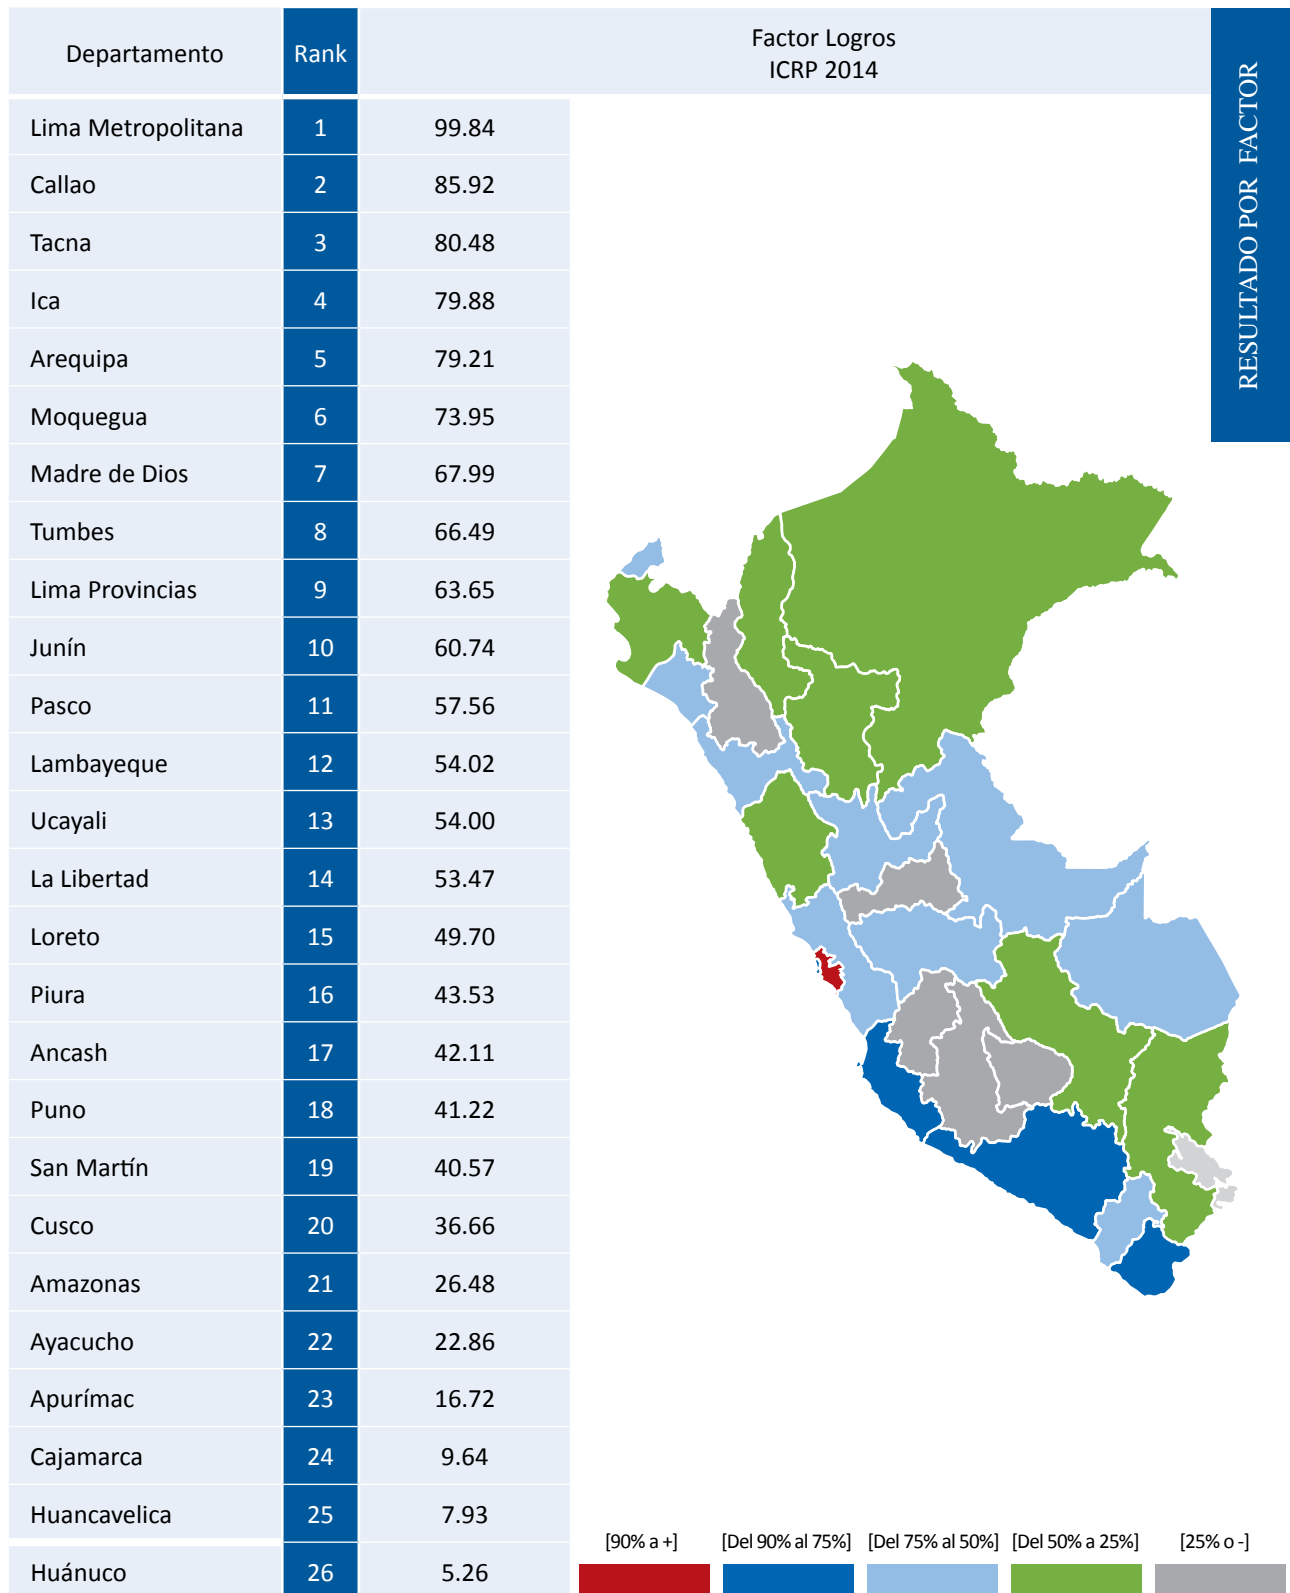 Departamento Rank Factor Logros
ICRP 2014
RESULTADO POR FACTOR
Lima Metropolitana 1 99.84
Callao 2 85.92
Tacna 3 80.48
Ica 4 79.88
Arequipa 5 79.21
Moquegua 6 73.95
Madre de Dios 7 67.99
Tumbes 8 66.49
Lima Provincias 9 63.65
Junín 10 60.74
Pasco 11 57.56
Lambayeque 12 54.02
Ucayali 13 54.00
La Libertad 14 53.47
Loreto 15 49.70
Piura 16 43.53
Ancash 17 42.11
Puno 18 41.22
San Martín 19 40.57
Cusco 20 36.66
Amazonas 21 26.48
Ayacucho 22 22.86
Apurímac 23 16.72
Cajamarca 24 9.64
Huancavelica 25 7.93
Huánuco 26 5.26
[90% a +] [Del 90% al 75%] [Del 75% al 50%] [Del 50% a 25%] [25% o -]